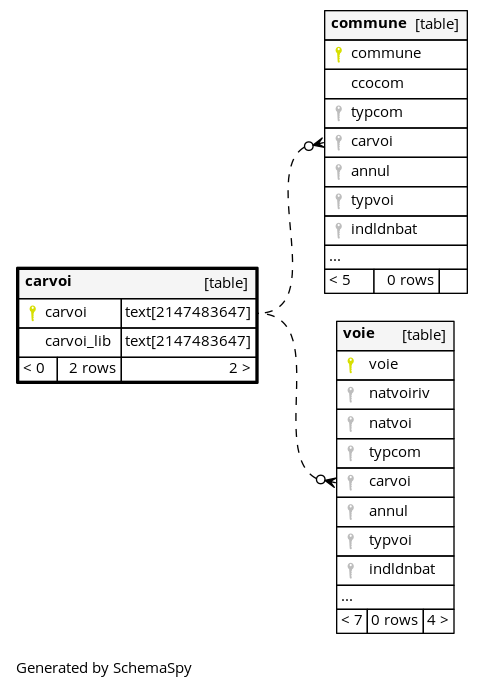 commune [table]
commune
ccocom
typcom
carvoi
annul
typvoi
indldnbat
...
< 5 0 rows
carvoi [table]
carvoi text[2147483647]
carvoi_lib text[2147483647]
< 0 2 rows 2 >
voie [table]
voie
natvoiriv
natvoi
typcom
carvoi
annul
typvoi
indldnbat
...
< 7 0 rows 4 >
Generated by SchemaSpy